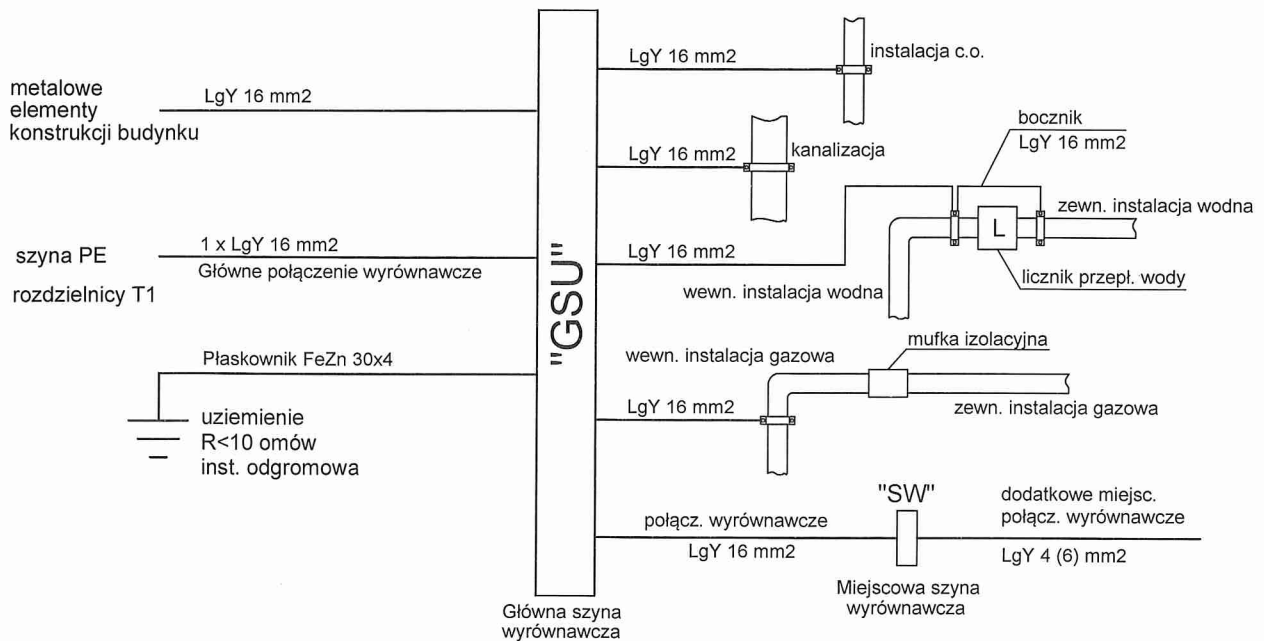 metalowe
elementy
konstrukcji budynku
LgY 16 mm2
szyna PE
rozdzielnicy T1
1 x LgY 16 mm2
Główne połączenie wyrównawcze
Płaskownik FeZn 30x4
uziemienie
R<10 omów
inst. odgromowa
"GSU"
Główna szyna
wyrównawcza
LgY 16 mm2
instalacja c.o.
LgY 16 mm2
kanalizacja
bocznik
LgY 16 mm2
LgY 16 mm2
zewn. instalacja wodna
L
licznik przepł. wody
wewn. instalacja wodna
wewn. instalacja gazowa
mufka izolacyjna
LgY 16 mm2
zewn. instalacja gazowa
połącz. wyrównawcze
LgY 16 mm2
"SW"
Miejscowa szyna
wyrównawcza
dodatkowe miejsc.
połącz. wyrównawcze
LgY 4 (6) mm2